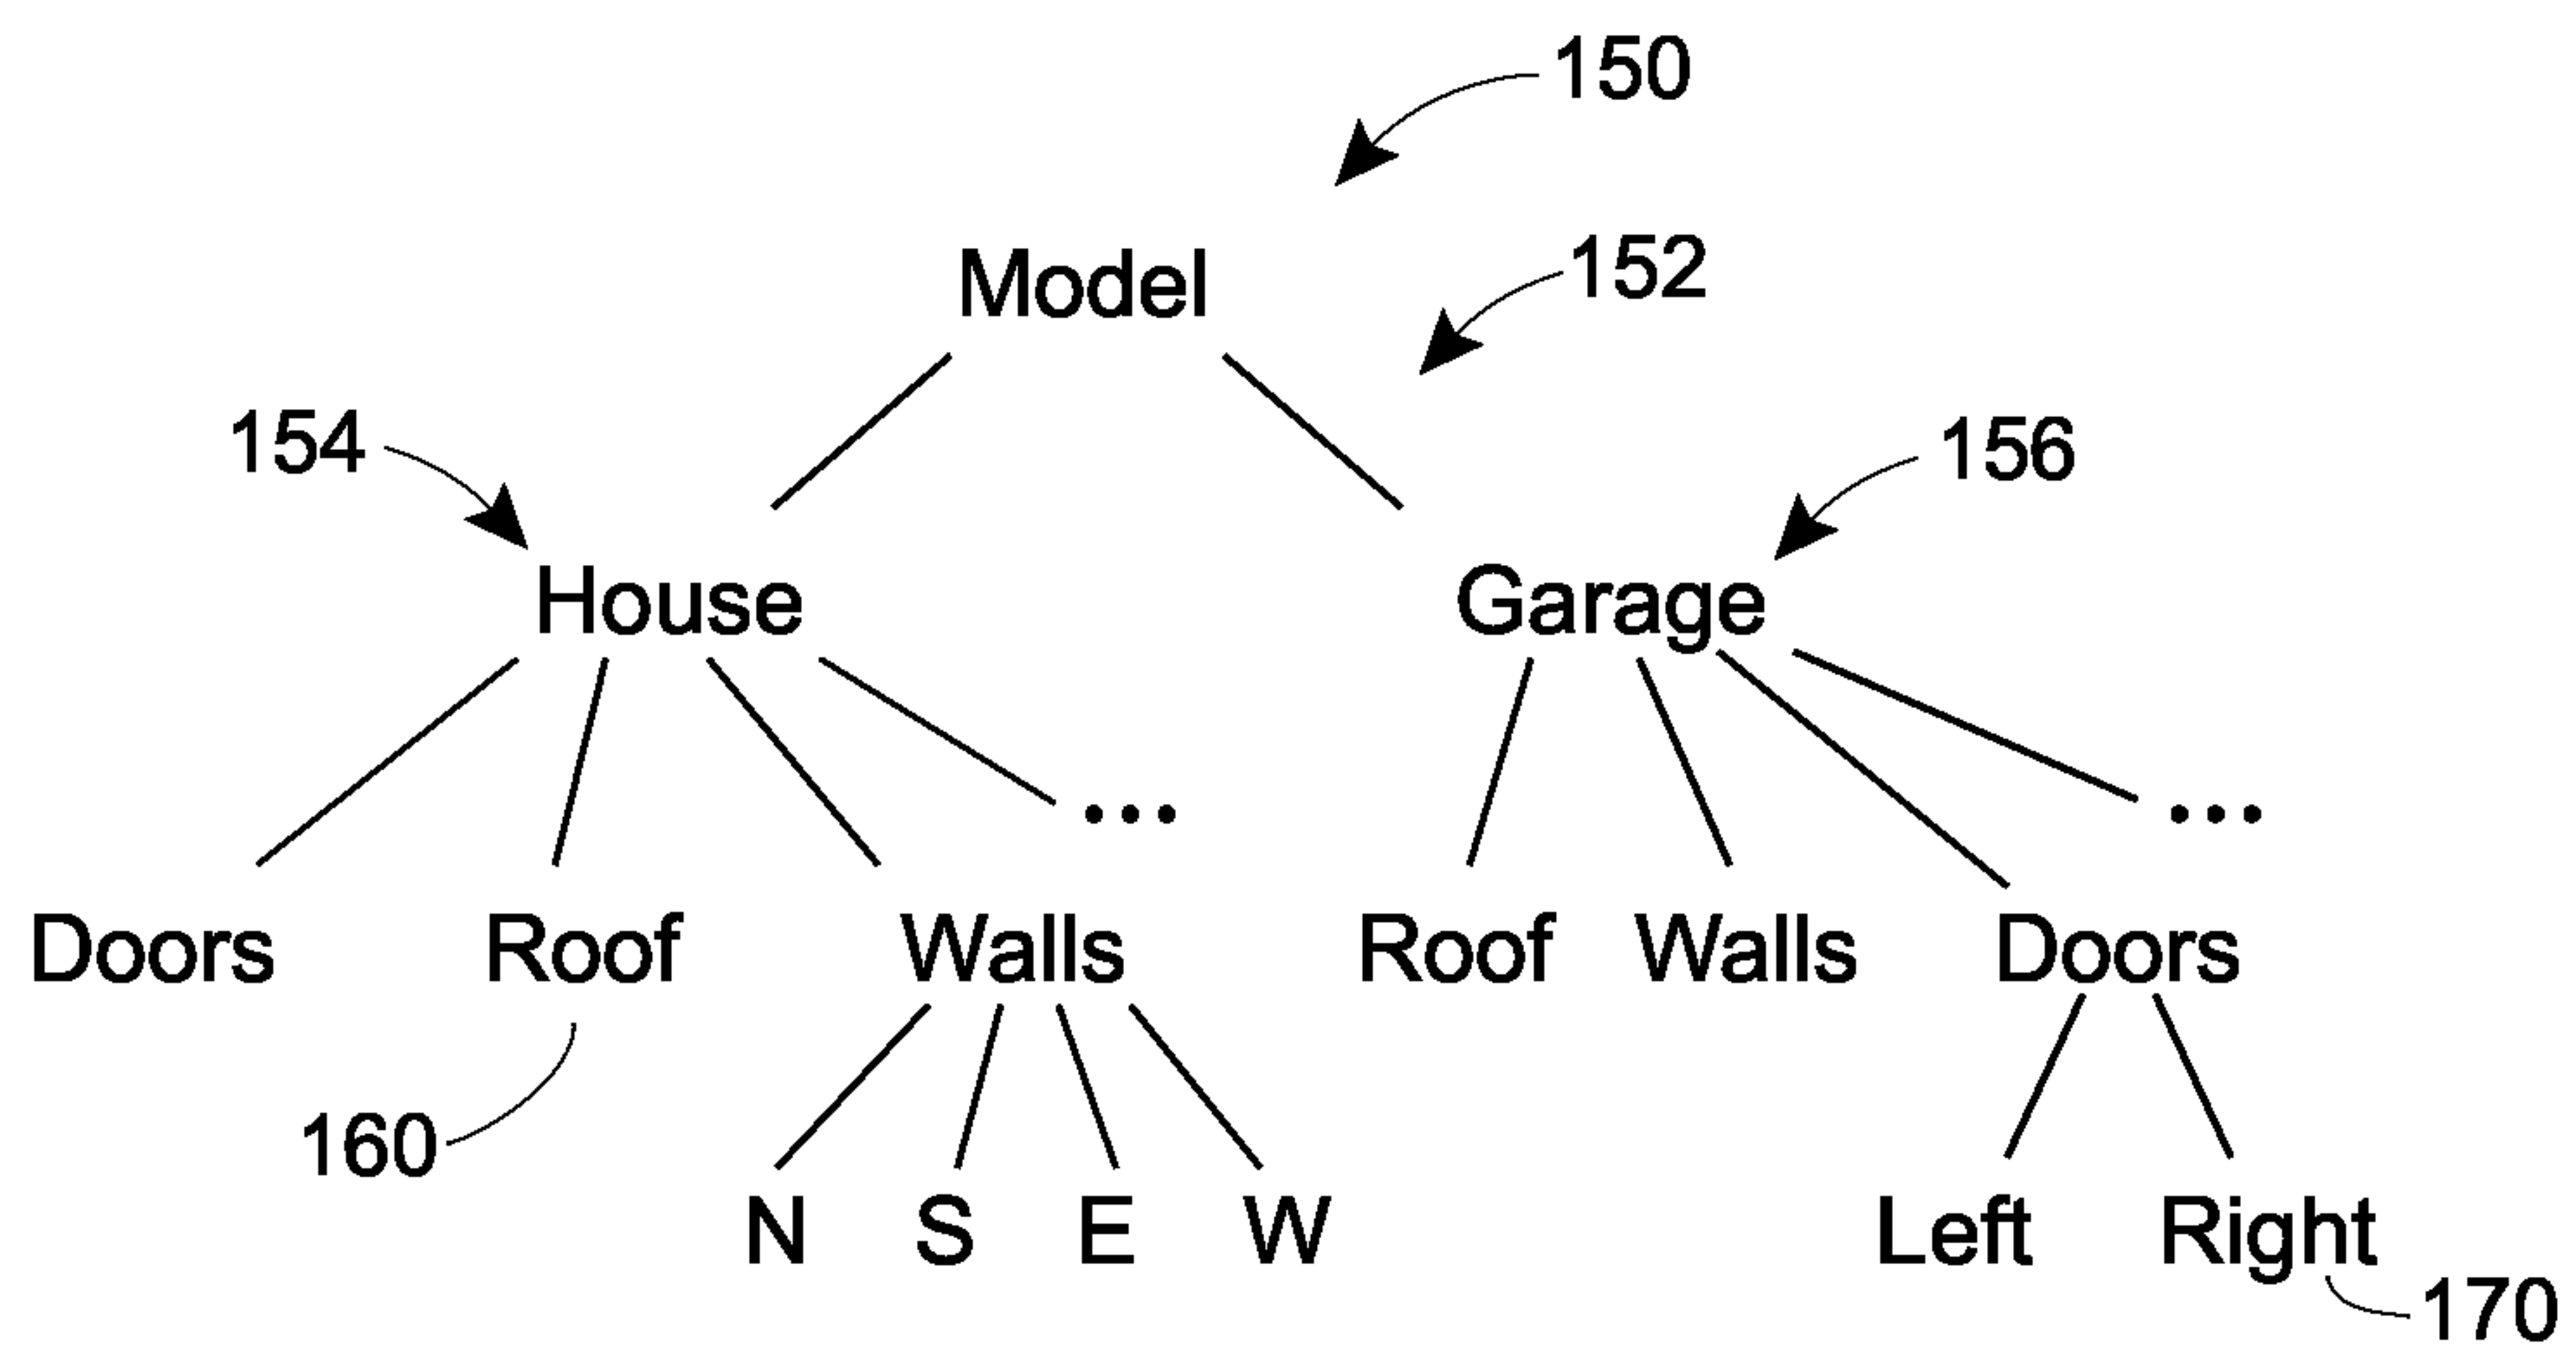 150
Model
152
154
156
House
Garage
...
...
Doors Roof Walls Roof Walls Doors
160
N S E W Left Right
170